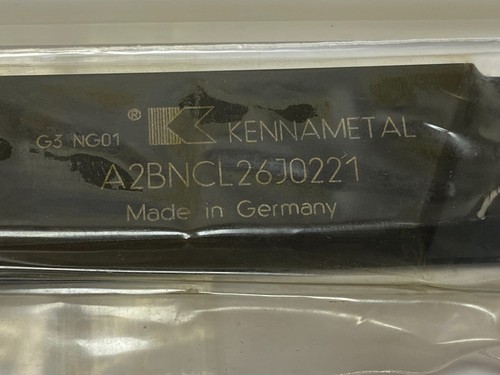 ® KENNAMETAL
G3 NG01
A2BNCL26J0221
Made in Germany